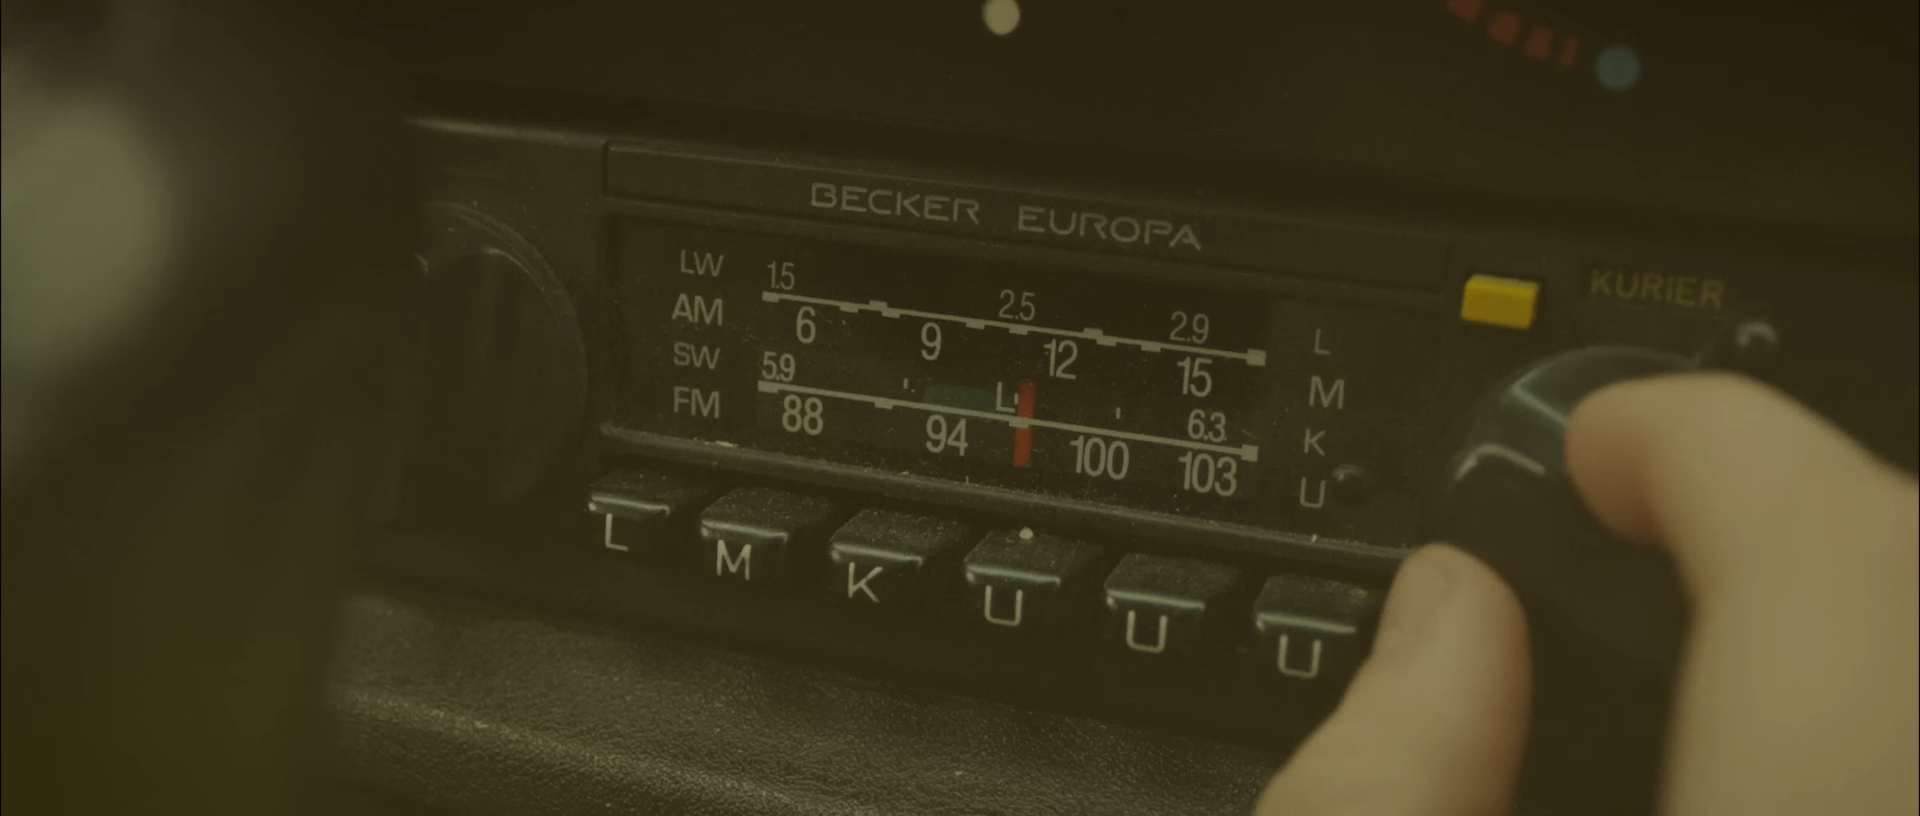 BECKER EUROPA
KURIER
LW 1.5 2.5 2.9 L
AM 6 9 12 15 M
SW 5.9 L 6.3 K
FM 88 94 100 103 U
L M K U U U